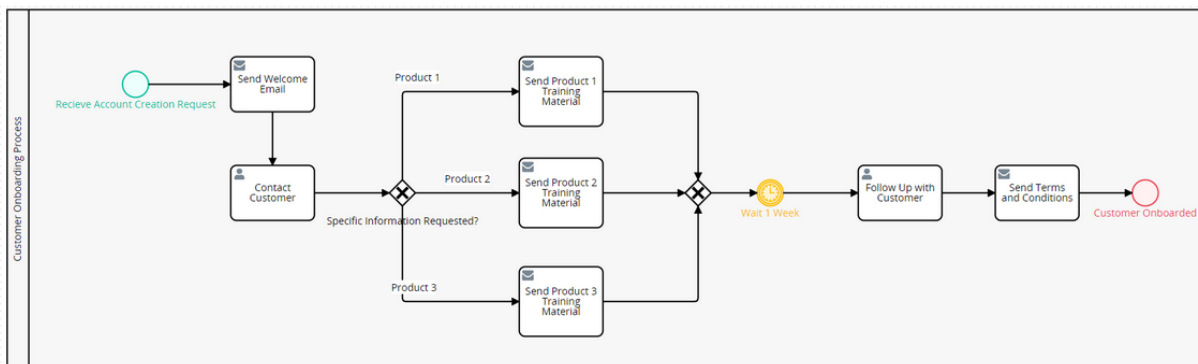 Customer Onboarding Process
Recieve Account Creation Request
Send Welcome
Email
Contact
Customer
Specific Information Requested?
Product 1
Send Product 1
Training
Material
Product 2
Send Product 2
Training
Material
Product 3
Send Product 3
Training
Material
Wait 1 Week
Follow Up with
Customer
Send Terms
and Conditions
Customer Onboarded